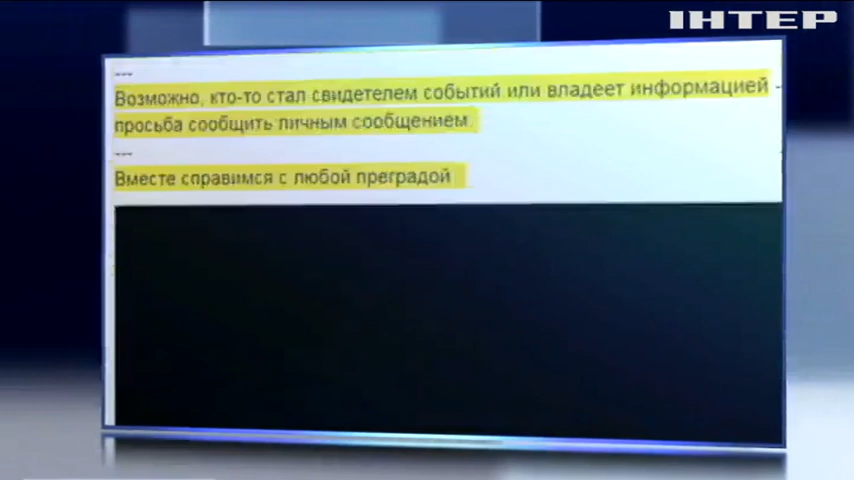 ІНТЕР
---
Возможно, кто-то стал свидетелем событий или владеет информацией -
просьба сообщить личным сообщением.
---
Вместе справимся с любой преградой